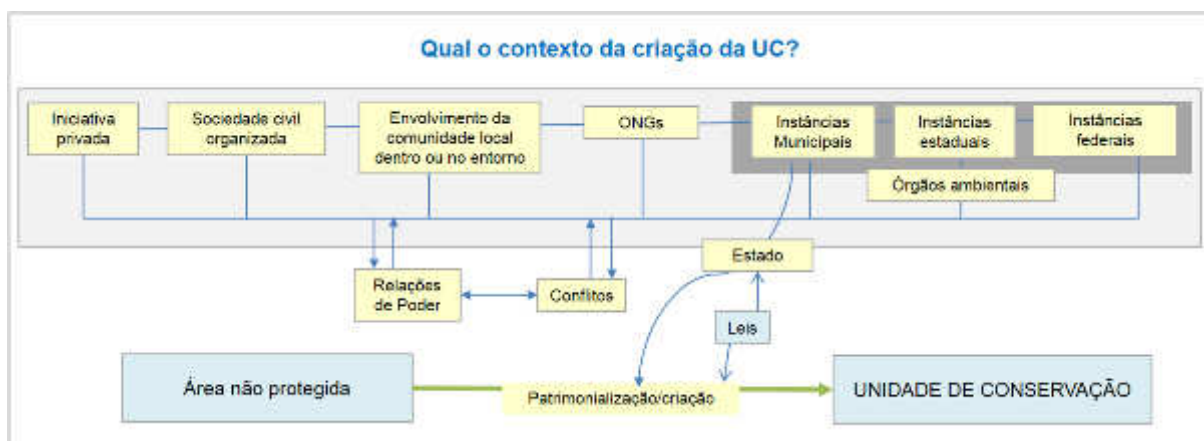 Qual o contexto da criação da UC?
Iniciativa
privada
Sociedade civil
organizada
Envolvimento da
comunidade local
dentro ou no entorno
ONGs
Instâncias
Municipais
Instâncias
estaduais
Instâncias
federais
Órgãos ambientais
Estado
Relações
de Poder
Conflitos
Leis
Área não protegida
Patrimonialização/criação
UNIDADE DE CONSERVAÇÃO